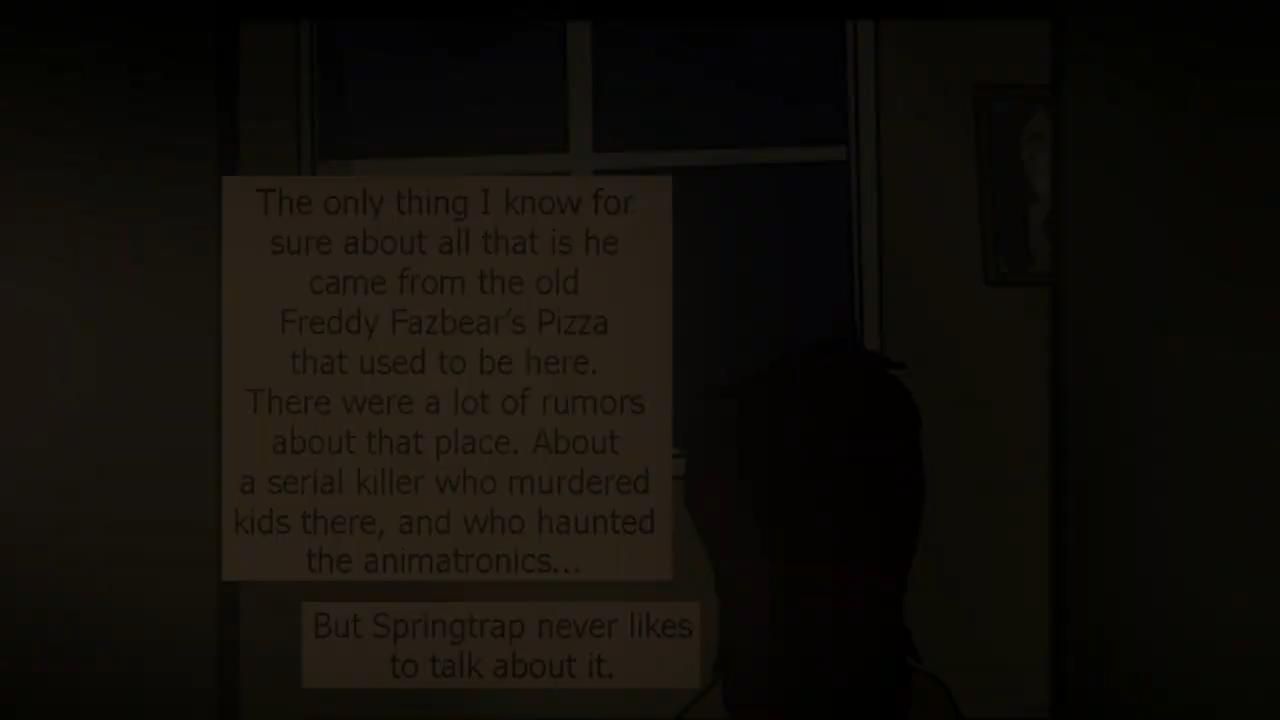 The only thing I know for
sure about all that is he
came from the old
Freddy Fazbear's Pizza
that used to be here.
There were a lot of rumors
about that place. About
a serial killer who murdered
kids there, and who haunted
the animatronics...
But Springtrap never likes
to talk about it.